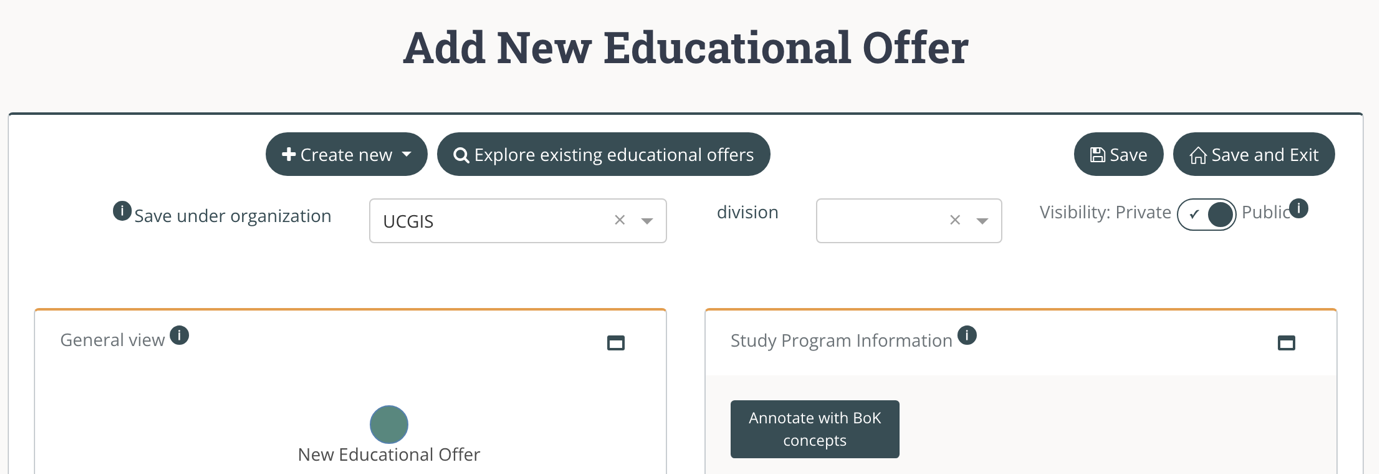 Add New Educational Offer
Create new
Explore existing educational offers
Save
Save and Exit
i Save under organization
UCGIS
division
Visibility: Private
Public i
General view i
Study Program Information i
New Educational Offer
Annotate with BoK
concepts